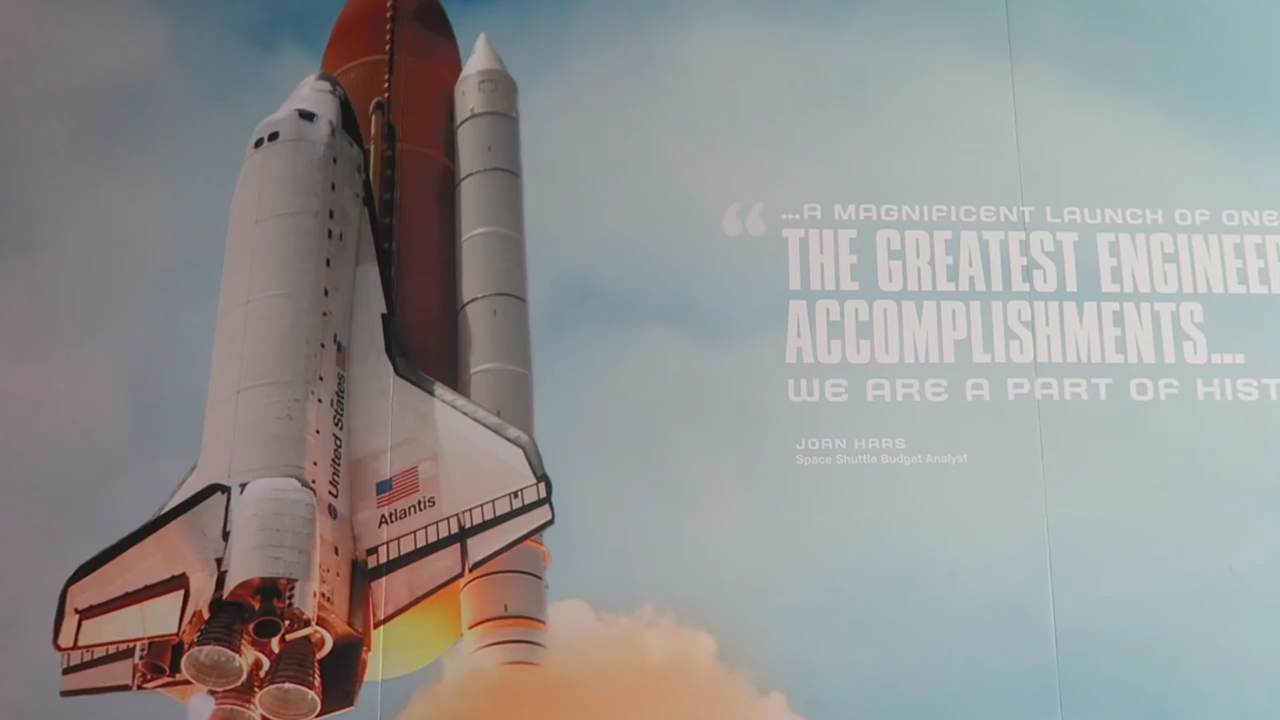 “...A MAGNIFICENT LAUNCH OF ONE
THE GREATEST ENGINEER
ACCOMPLISHMENTS...
WE ARE A PART OF HIST
JOAN HAAS
Space Shuttle Budget Analyst
United States
Atlantis